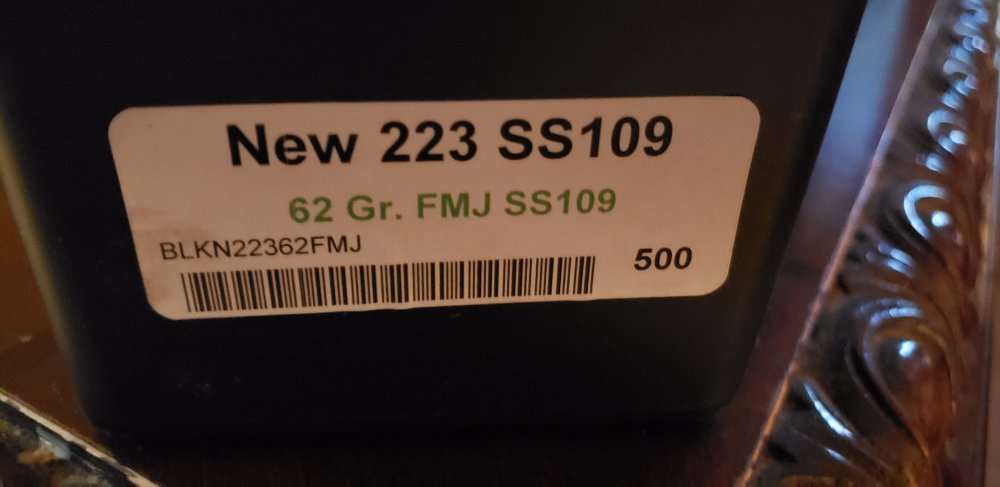 New 223 SS109
62 Gr. FMJ SS109
BLKN22362FMJ
500